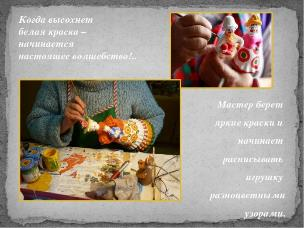 Когда высохнет
белая краска –
начинается
настоящее волшебство!..
Мастер берет
яркие краски и
начинает
расписывать
игрушку
разноцветными
узорами.